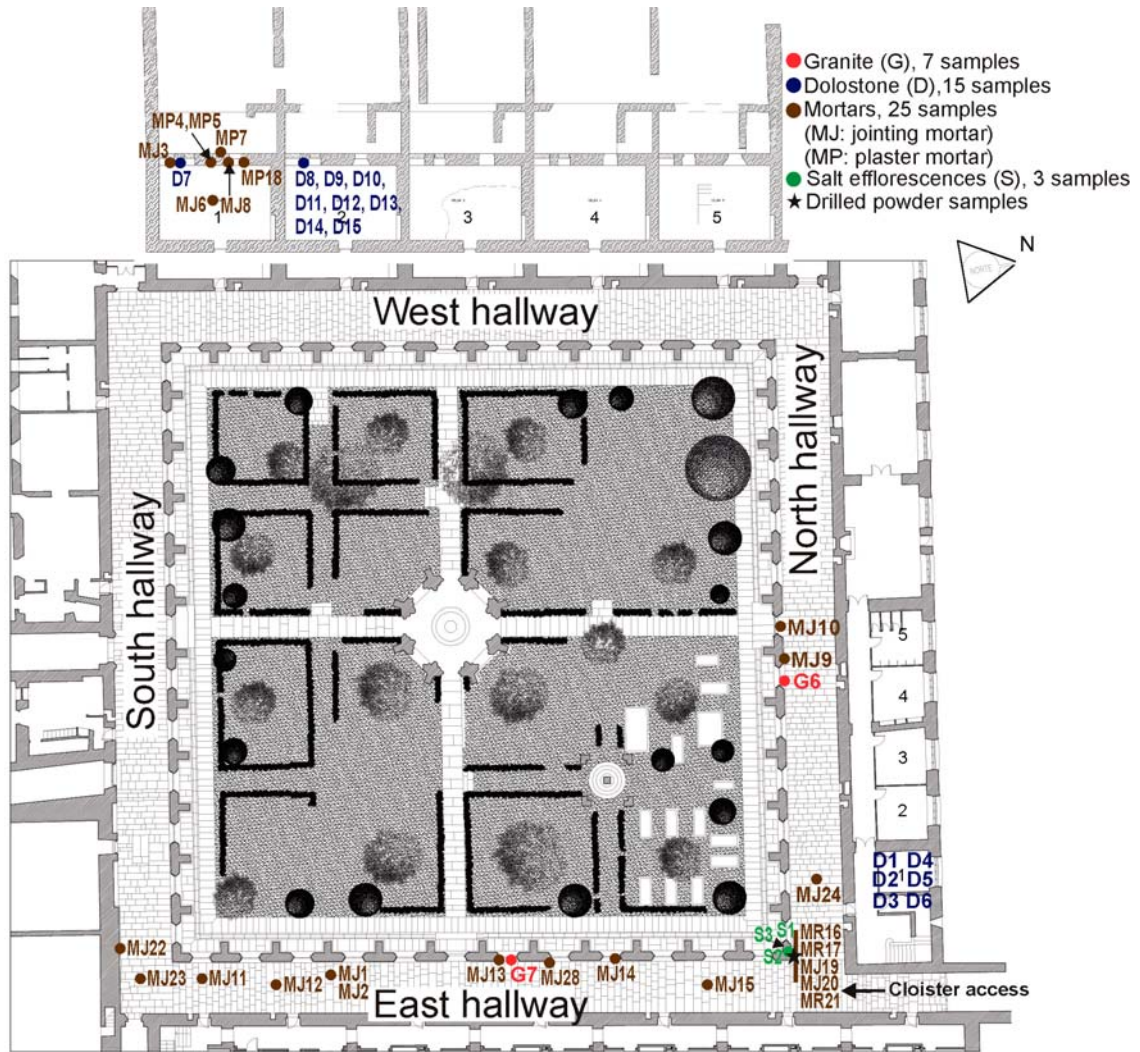 Granite (G), 7 samples
Dolostone (D),15 samples
Mortars, 25 samples
(MJ: jointing mortar)
(MP: plaster mortar)
Salt efflorescences (S), 3 samples
★ Drilled powder samples
MP4,MP5
MP7
MJ3
D7
MP18
MJ6
MJ8
1
D8, D9, D10,
D11, D12, D13,
2
D14, D15
3
4
5
N
NORTE
West hallway
North hallway
South hallway
East hallway
MJ10
MJ9
G6
5
4
3
2
D1 D4
D2 1 D5
D3 D6
MJ24
S3 S1
S2
MR16
MR17
MJ19
MJ20
MR21
Cloister access
MJ22
MJ23
MJ11
MJ12
MJ1
MJ2
MJ13
G7
MJ28
MJ14
MJ15